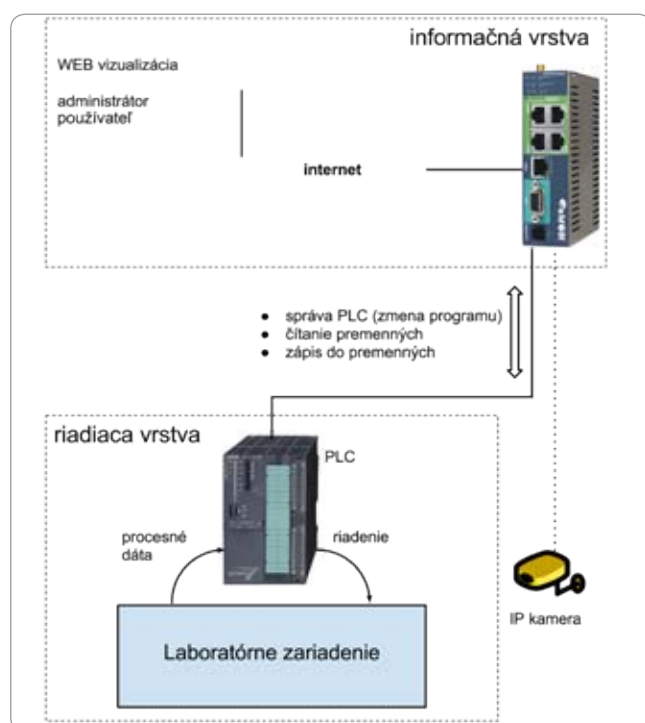 informačná vrstva
WEB vizualizácia
administrátor
používateľ
internet
• správa PLC (zmena programu)
• čítanie premenných
• zápis do premenných
riadiaca vrstva
PLC
procesné
dáta
riadenie
IP kamera
Laboratórne zariadenie